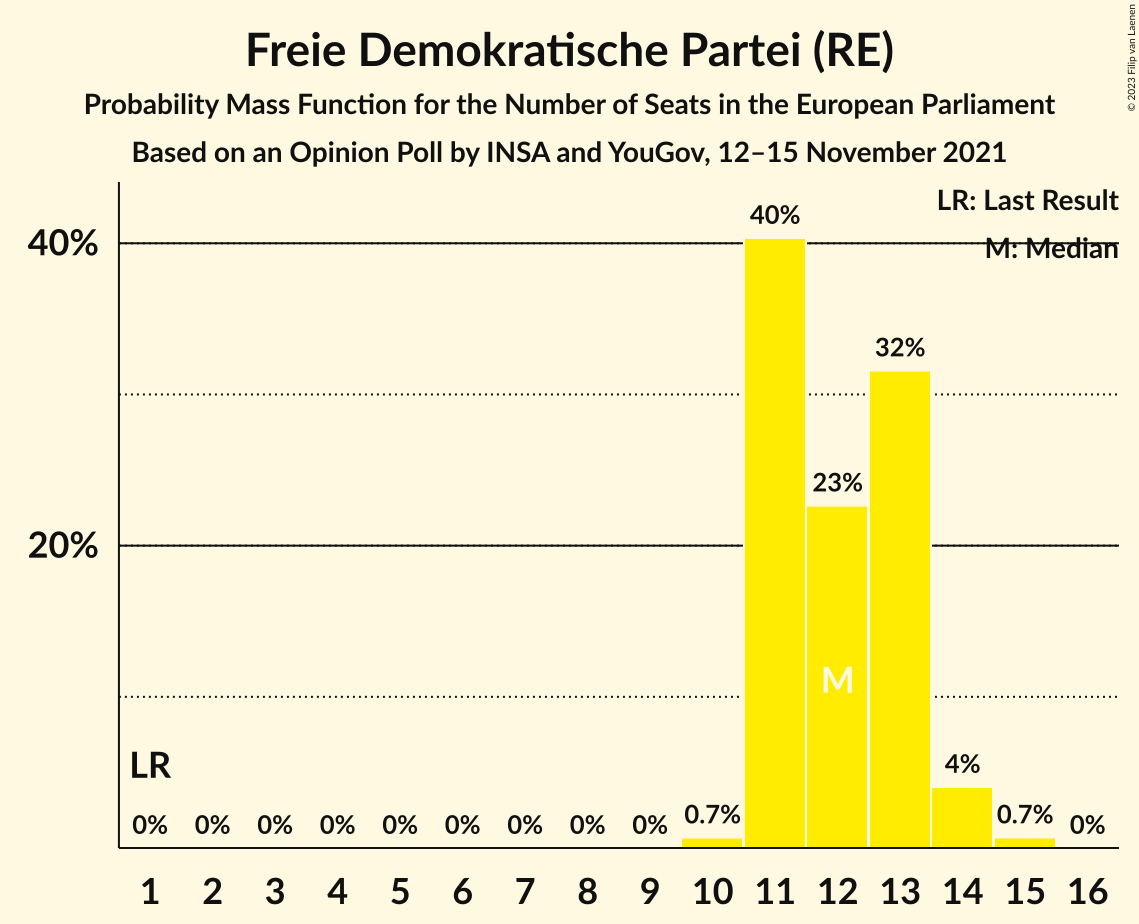 Freie Demokratische Partei (RE)
Probability Mass Function for the Number of Seats in the European Parliament
Based on an Opinion Poll by INSA and YouGov, 12–15 November 2021
© 2023 Filip van Laenen
LR: Last Result
M: Median
40%
20%
40%
32%
23%
M
LR
4%
0% 0% 0% 0% 0% 0% 0% 0% 0% 0.7% 0.7% 0%
1 2 3 4 5 6 7 8 9 10 11 12 13 14 15 16